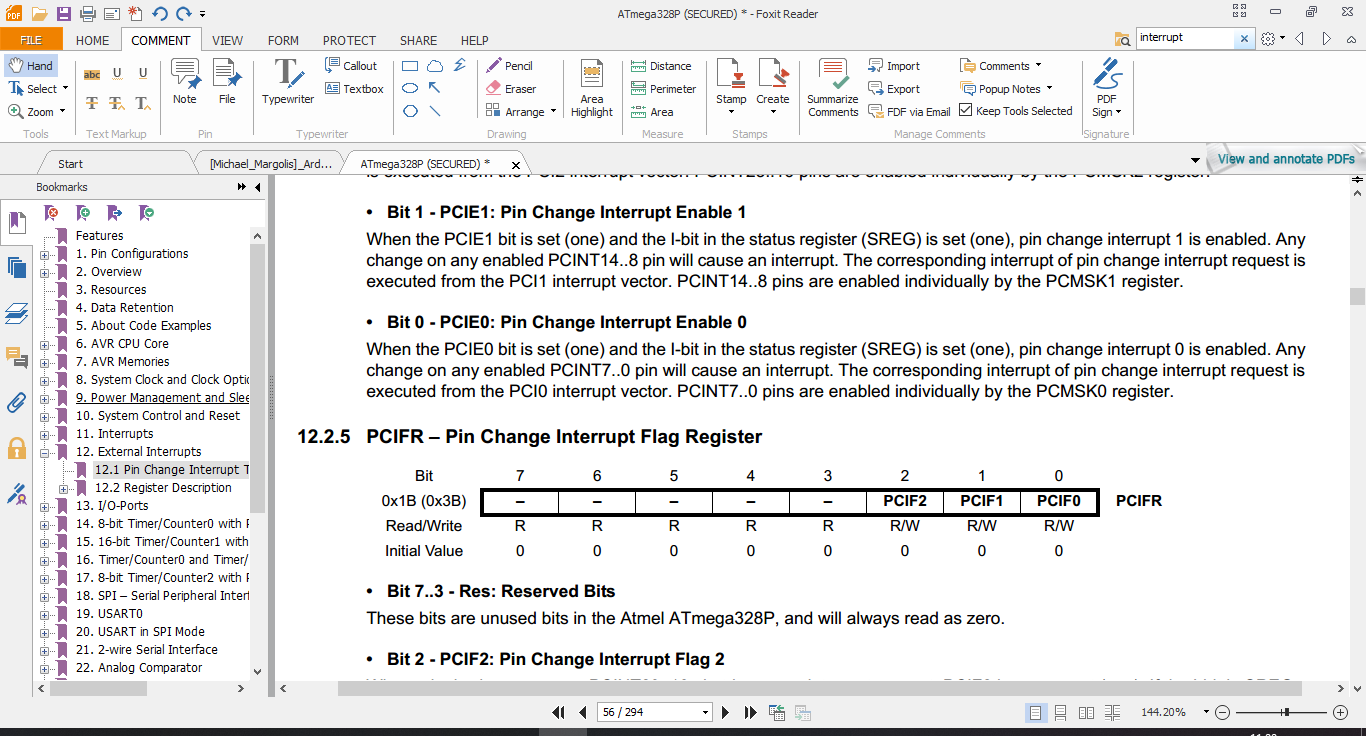 ATmega328P (SECURED) * - Foxit Reader
FILE HOME COMMENT VIEW FORM PROTECT SHARE HELP interrupt
Hand
Select
Zoom
Tools
abc U U
T T T
Text Markup
Note File
Pin
Typewriter
Callout
Textbox
Typewriter
Pencil
Eraser
Arrange
Area
Highlight
Drawing
Distance
Perimeter
Area
Measure
Stamp Create
Stamps
Summarize
Comments
Import
Export
FDF via Email
Comments
Popup Notes
Keep Tools Selected
Manage Comments
PDF
Sign
Signature
Start [Michael_Margolis]_Ard... ATmega328P (SECURED) * View and annotate PDFs
Bookmarks
Features
1. Pin Configurations
2. Overview
3. Resources
4. Data Retention
5. About Code Examples
6. AVR CPU Core
7. AVR Memories
8. System Clock and Clock Optic
9. Power Management and Slee
10. System Control and Reset
11. Interrupts
12. External Interrupts
12.1 Pin Change Interrupt T
12.2 Register Description
13. I/O-Ports
14. 8-bit Timer/Counter0 with P
15. 16-bit Timer/Counter1 with
16. Timer/Counter0 and Timer/
17. 8-bit Timer/Counter2 with P
18. SPI – Serial Peripheral Interf
19. USART0
20. USART in SPI Mode
21. 2-wire Serial Interface
22. Analog Comparator
• Bit 1 - PCIE1: Pin Change Interrupt Enable 1
When the PCIE1 bit is set (one) and the I-bit in the status register (SREG) is set (one), pin change interrupt 1 is enabled. Any
change on any enabled PCINT14..8 pin will cause an interrupt. The corresponding interrupt of pin change interrupt request is
executed from the PCI1 interrupt vector. PCINT14..8 pins are enabled individually by the PCMSK1 register.
• Bit 0 - PCIE0: Pin Change Interrupt Enable 0
When the PCIE0 bit is set (one) and the I-bit in the status register (SREG) is set (one), pin change interrupt 0 is enabled. Any
change on any enabled PCINT7..0 pin will cause an interrupt. The corresponding interrupt of pin change interrupt request is
executed from the PCI0 interrupt vector. PCINT7..0 pins are enabled individually by the PCMSK0 register.
12.2.5 PCIFR – Pin Change Interrupt Flag Register
Bit 7 6 5 4 3 2 1 0
0x1B (0x3B) – – – – – PCIF2 PCIF1 PCIF0 PCIFR
Read/Write R R R R R R/W R/W R/W
Initial Value 0 0 0 0 0 0 0 0
• Bit 7..3 - Res: Reserved Bits
These bits are unused bits in the Atmel ATmega328P, and will always read as zero.
• Bit 2 - PCIF2: Pin Change Interrupt Flag 2
56 / 294 144.20%